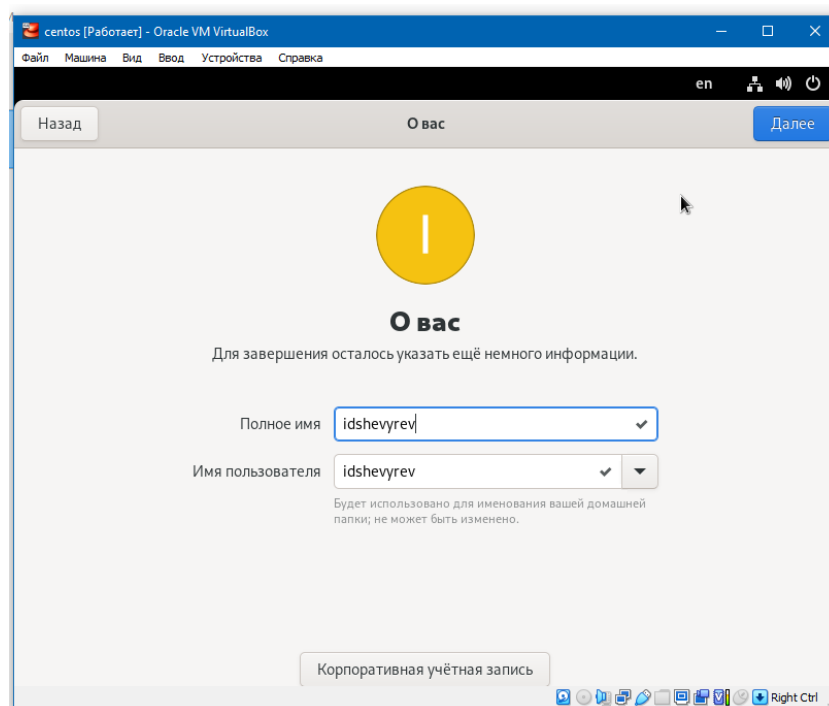 centos [Работает] - Oracle VM VirtualBox
Файл Машина Вид Ввод Устройства Справка
en
Назад О вас Далее
I
О вас
Для завершения осталось указать ещё немного информации.
Полное имя idshevyrev
Имя пользователя idshevyrev
Будет использовано для именования вашей домашней
папки; не может быть изменено.
Корпоративная учётная запись
Right Ctrl